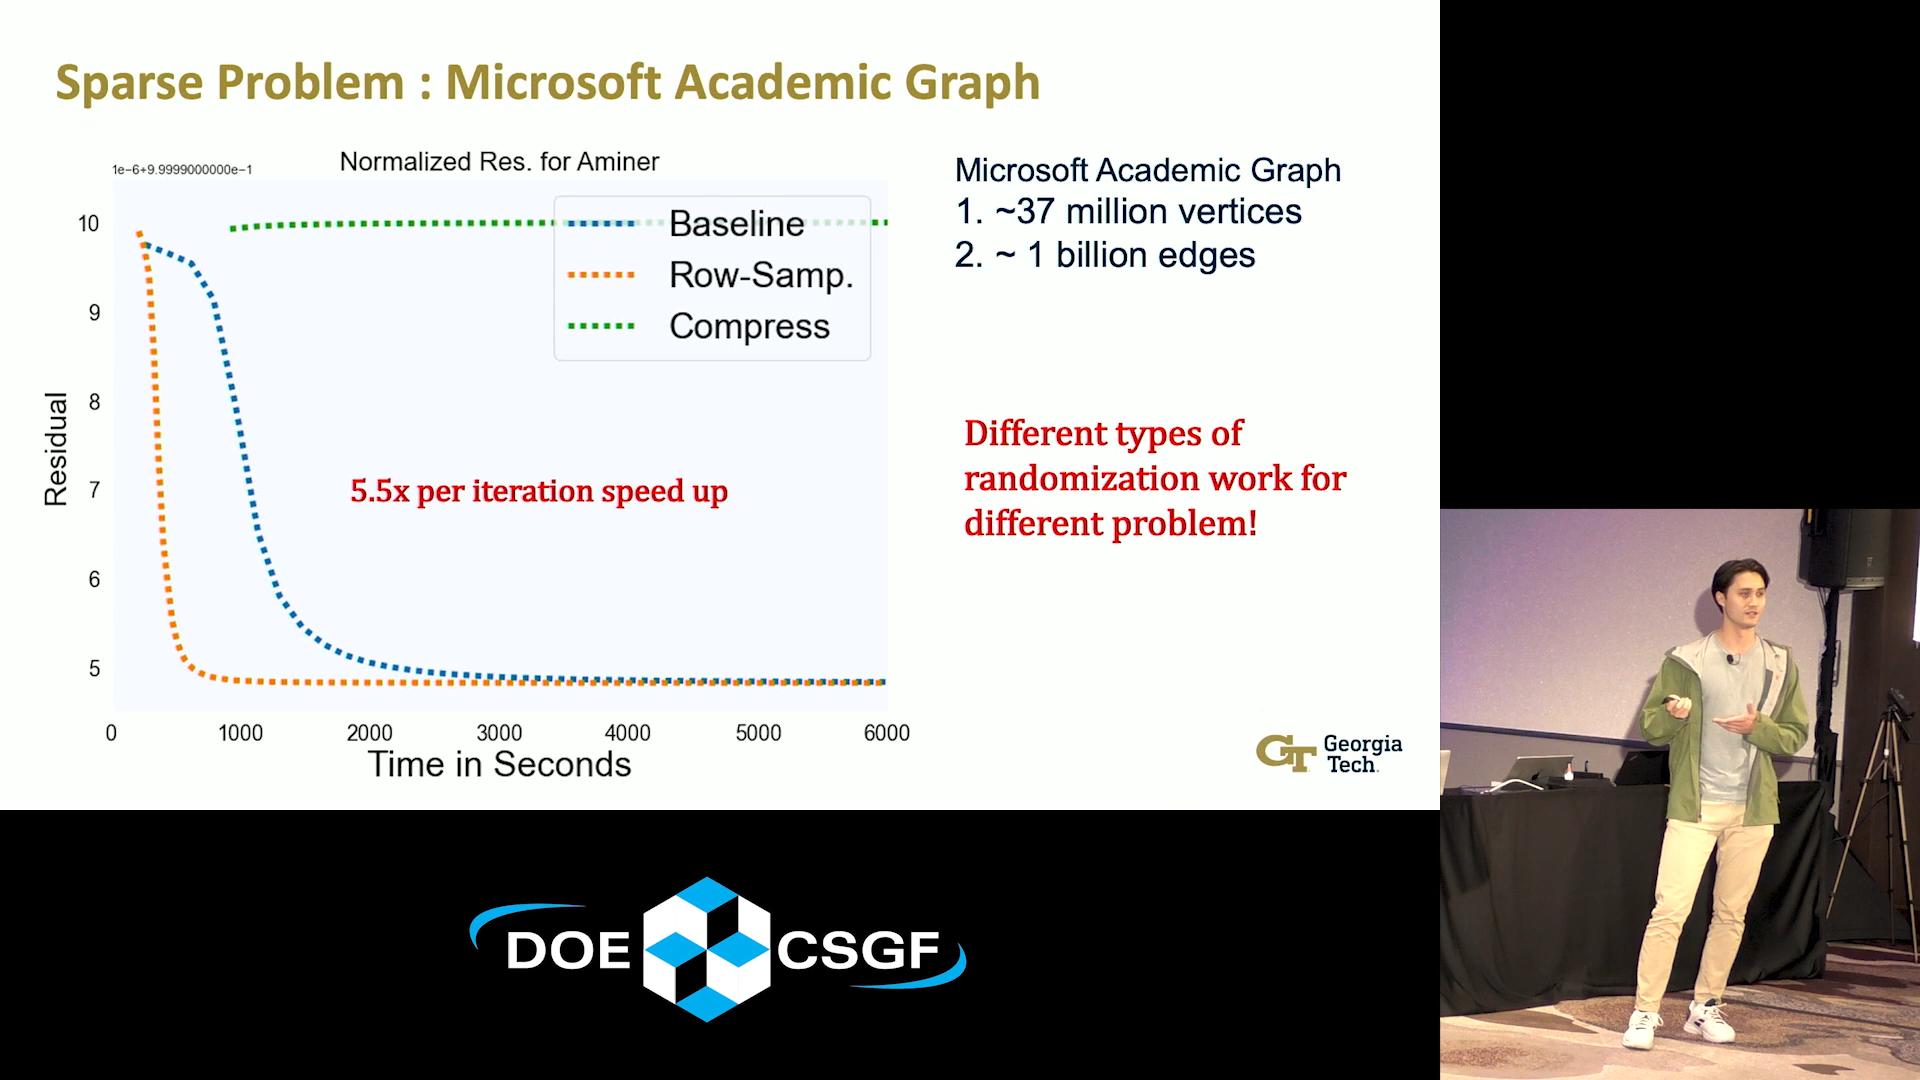 Sparse Problem : Microsoft Academic Graph
1e−6+9.9999000000e−1
Normalized Res. for Aminer
10
9
8
7
6
5
Residual
Baseline
Row-Samp.
Compress
5.5x per iteration speed up
0 1000 2000 3000 4000 5000 6000
Time in Seconds
Microsoft Academic Graph
1. ~37 million vertices
2. ~ 1 billion edges
Different types of
randomization work for
different problem!
GT Georgia
Tech.
DOE CSGF